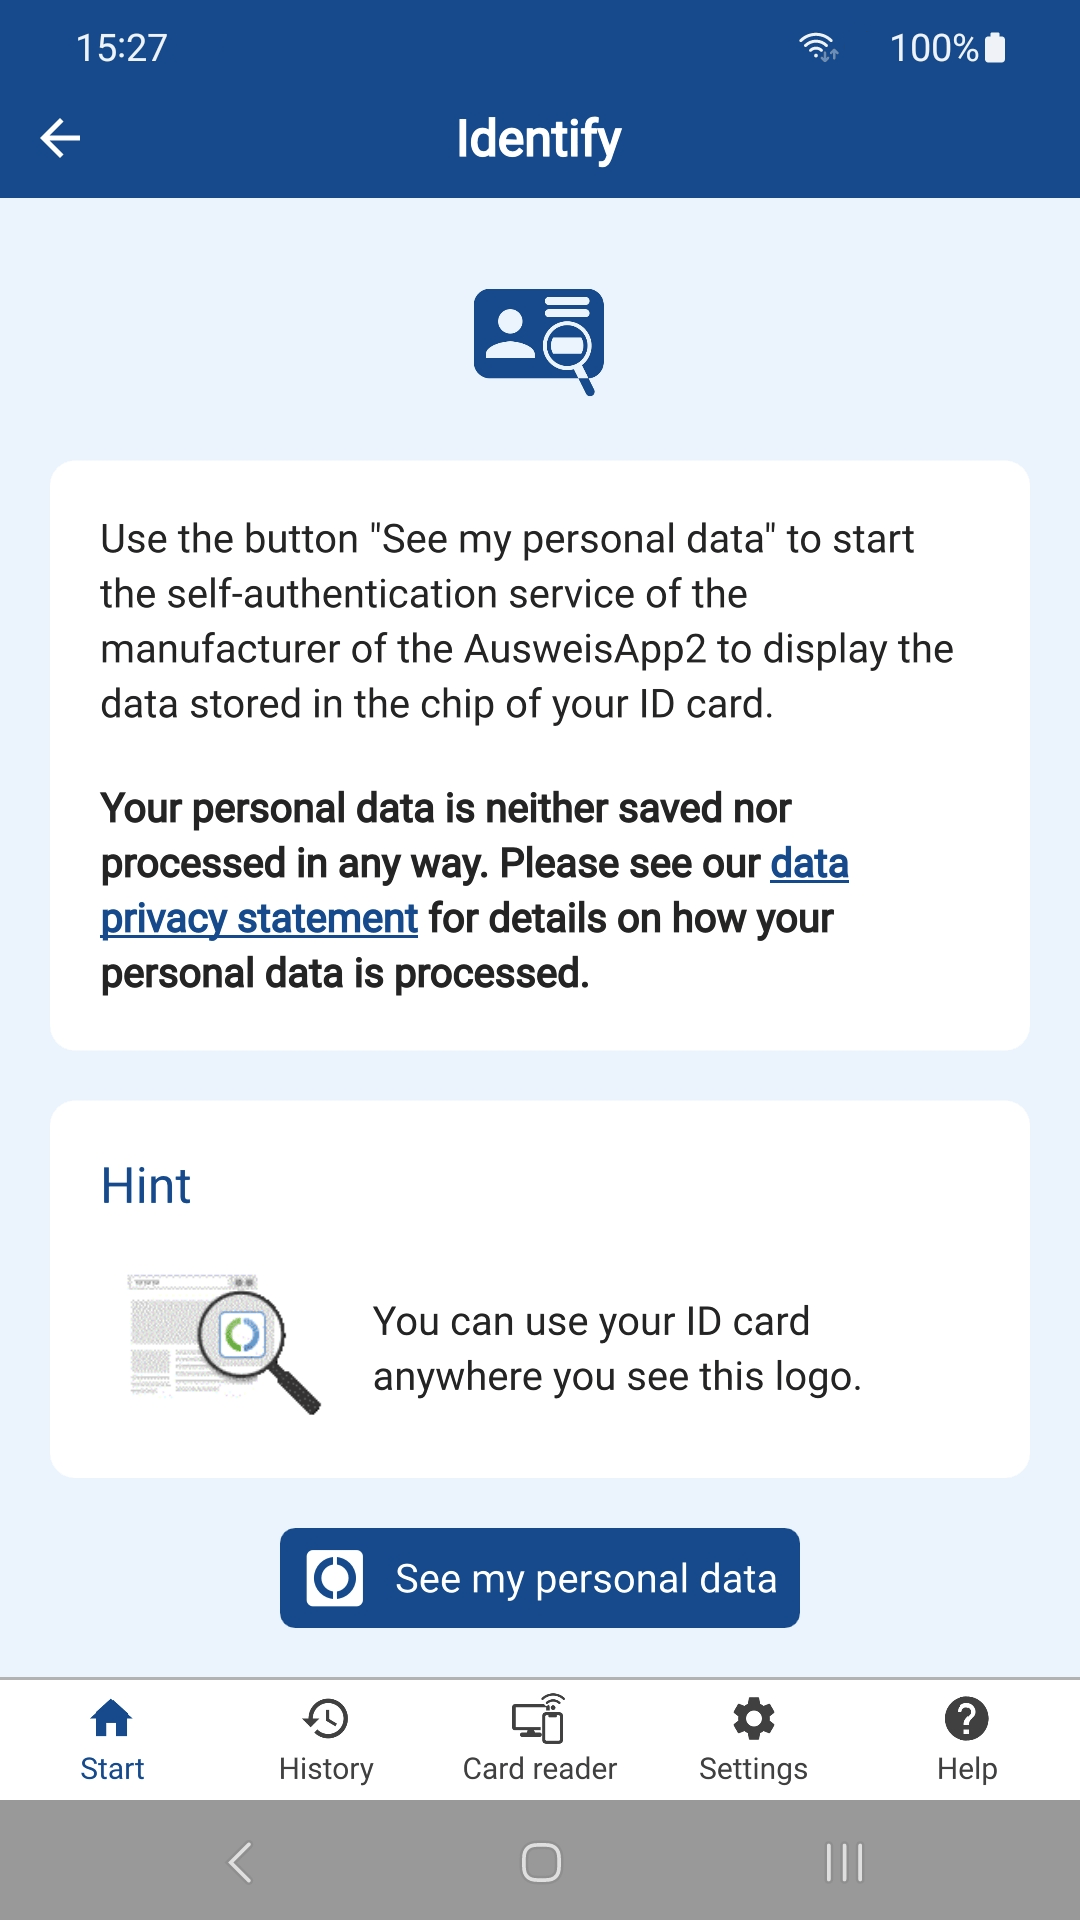 15:27
100%
Identify
Use the button "See my personal data" to start
the self-authentication service of the
manufacturer of the AusweisApp2 to display the
data stored in the chip of your ID card.
Your personal data is neither saved nor
processed in any way. Please see our data
privacy statement for details on how your
personal data is processed.
Hint
You can use your ID card
anywhere you see this logo.
See my personal data
Start
History
Card reader
Settings
Help